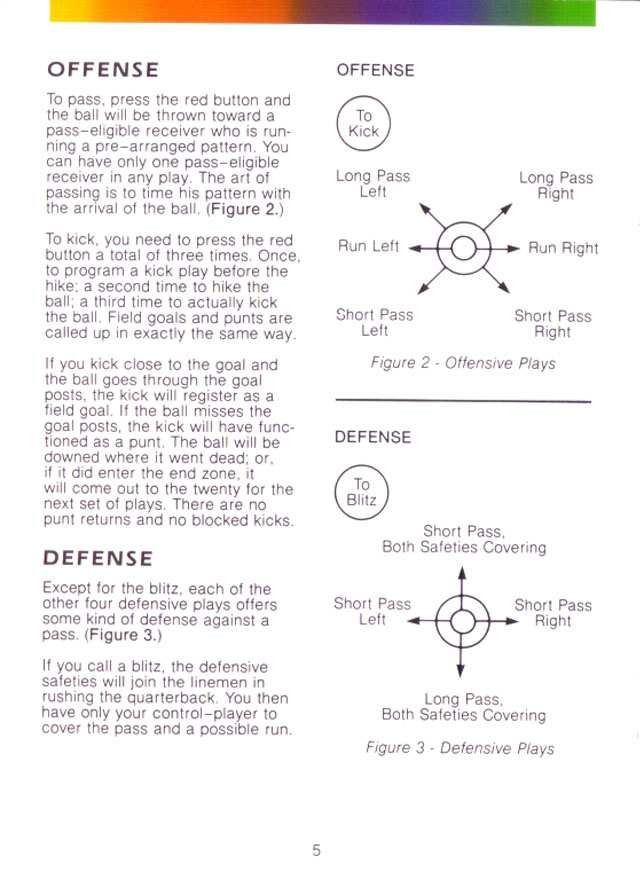 OFFENSE
To pass, press the red button and
the ball will be thrown toward a
pass-eligible receiver who is run-
ning a pre-arranged pattern. You
can have only one pass-eligible
receiver in any play. The art of
passing is to time his pattern with
the arrival of the ball. (Figure 2.)
To kick, you need to press the red
button a total of three times. Once,
to program a kick play before the
hike; a second time to hike the
ball; a third time to actually kick
the ball. Field goals and punts are
called up in exactly the same way.
If you kick close to the goal and
the ball goes through the goal
posts, the kick will register as a
field goal. If the ball misses the
goal posts, the kick will have func-
tioned as a punt. The ball will be
downed where it went dead; or,
if it did enter the end zone, it
will come out to the twenty for the
next set of plays. There are no
punt returns and no blocked kicks.
DEFENSE
Except for the blitz, each of the
other four defensive plays offers
some kind of defense against a
pass. (Figure 3.)
If you call a blitz, the defensive
safeties will join the linemen in
rushing the quarterback. You then
have only your control-player to
cover the pass and a possible run.
OFFENSE
To
Kick
Long Pass
Left
Long Pass
Right
Run Left
Run Right
Short Pass
Left
Short Pass
Right
Figure 2 - Offensive Plays
DEFENSE
To
Blitz
Short Pass,
Both Safeties Covering
Short Pass
Left
Short Pass
Right
Long Pass,
Both Safeties Covering
Figure 3 - Defensive Plays
5